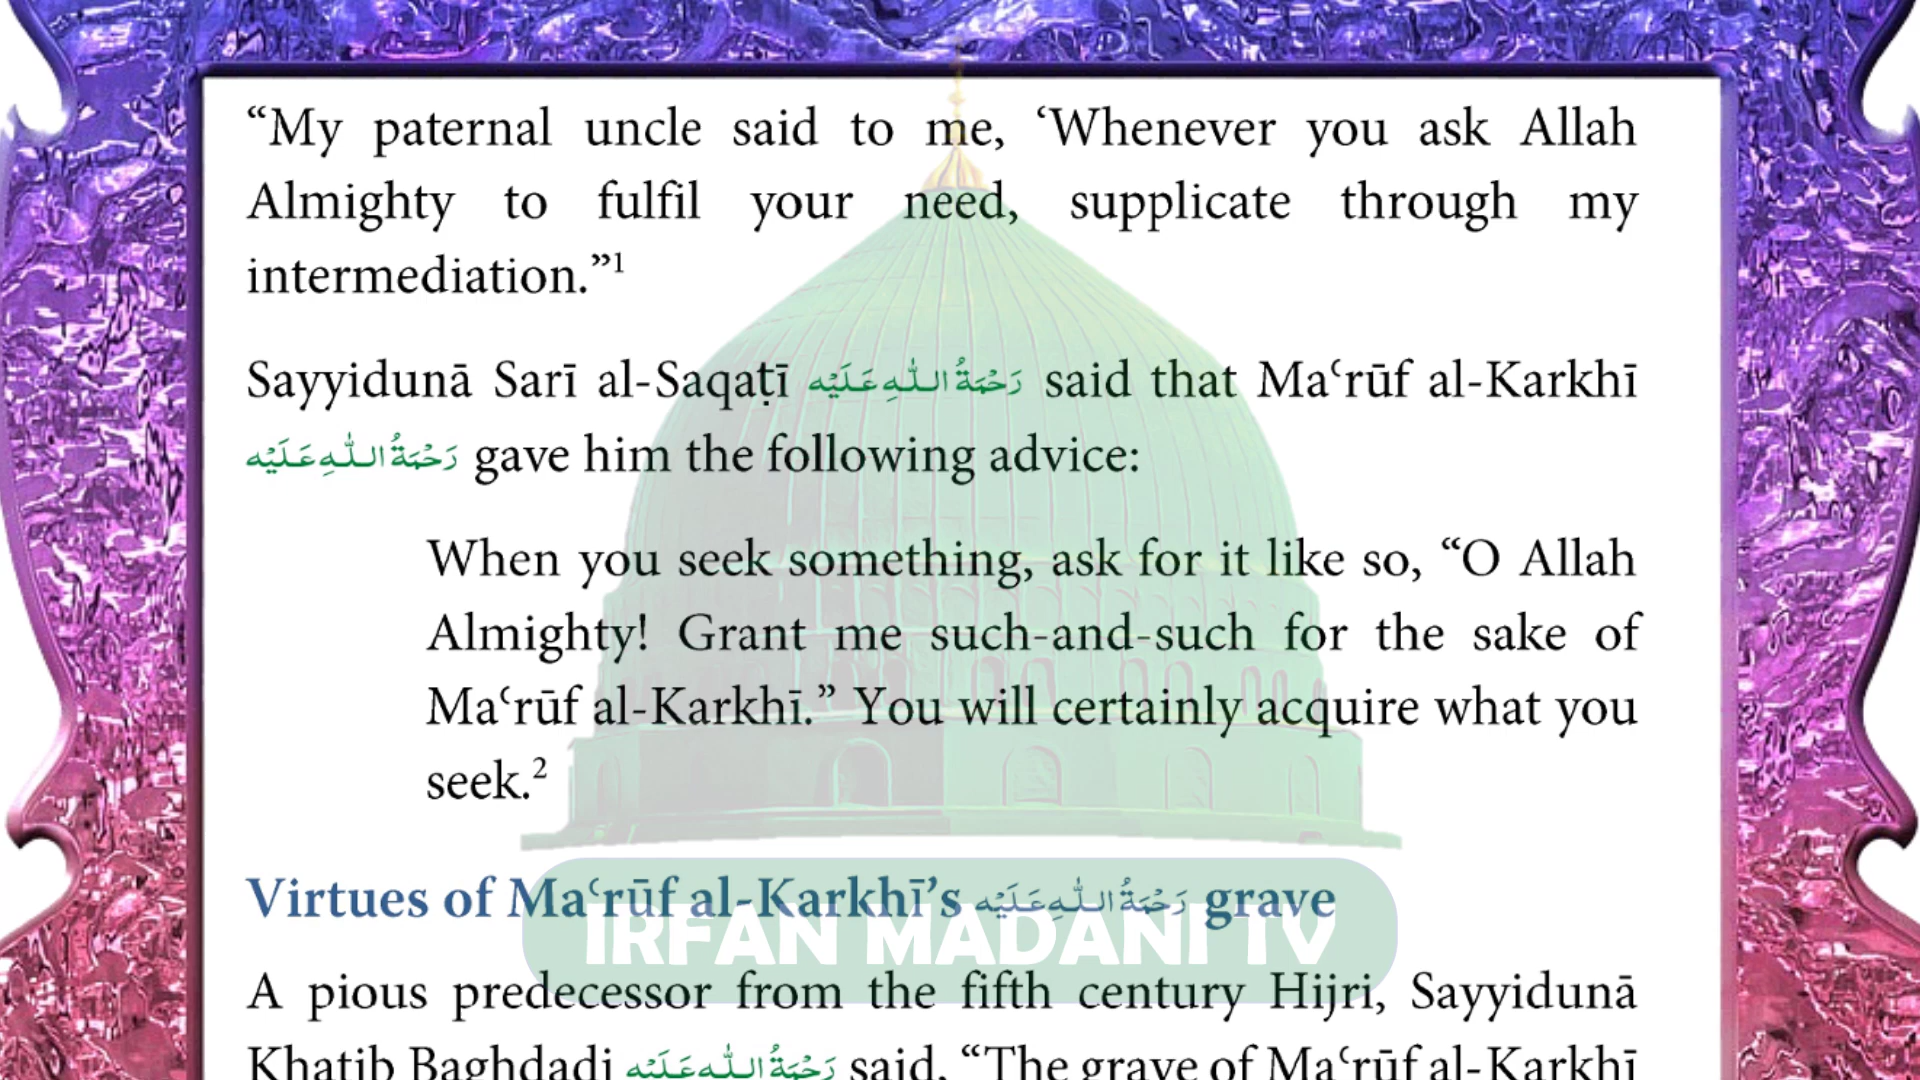 “My paternal uncle said to me, ‘Whenever you ask Allah
Almighty to fulfil your need, supplicate through my
intermediation.”¹
Sayyidunā Sarī al-Saqaṭī رَحْمَةُ اللّٰهِ عَلَيْه said that Maʿrūf al-Karkhī
رَحْمَةُ اللّٰهِ عَلَيْه gave him the following advice:
When you seek something, ask for it like so, “O Allah
Almighty! Grant me such-and-such for the sake of
Maʿrūf al-Karkhī.” You will certainly acquire what you
seek.²
Virtues of Maʿrūf al-Karkhī’s رَحْمَةُ اللّٰهِ عَلَيْه grave
IRFAN MADANI TV
A pious predecessor from the fifth century Hijri, Sayyidunā
Khatib Baghdadi رَحْمَةُ اللّٰهِ عَلَيْه said, “The grave of Maʿrūf al-Karkhī